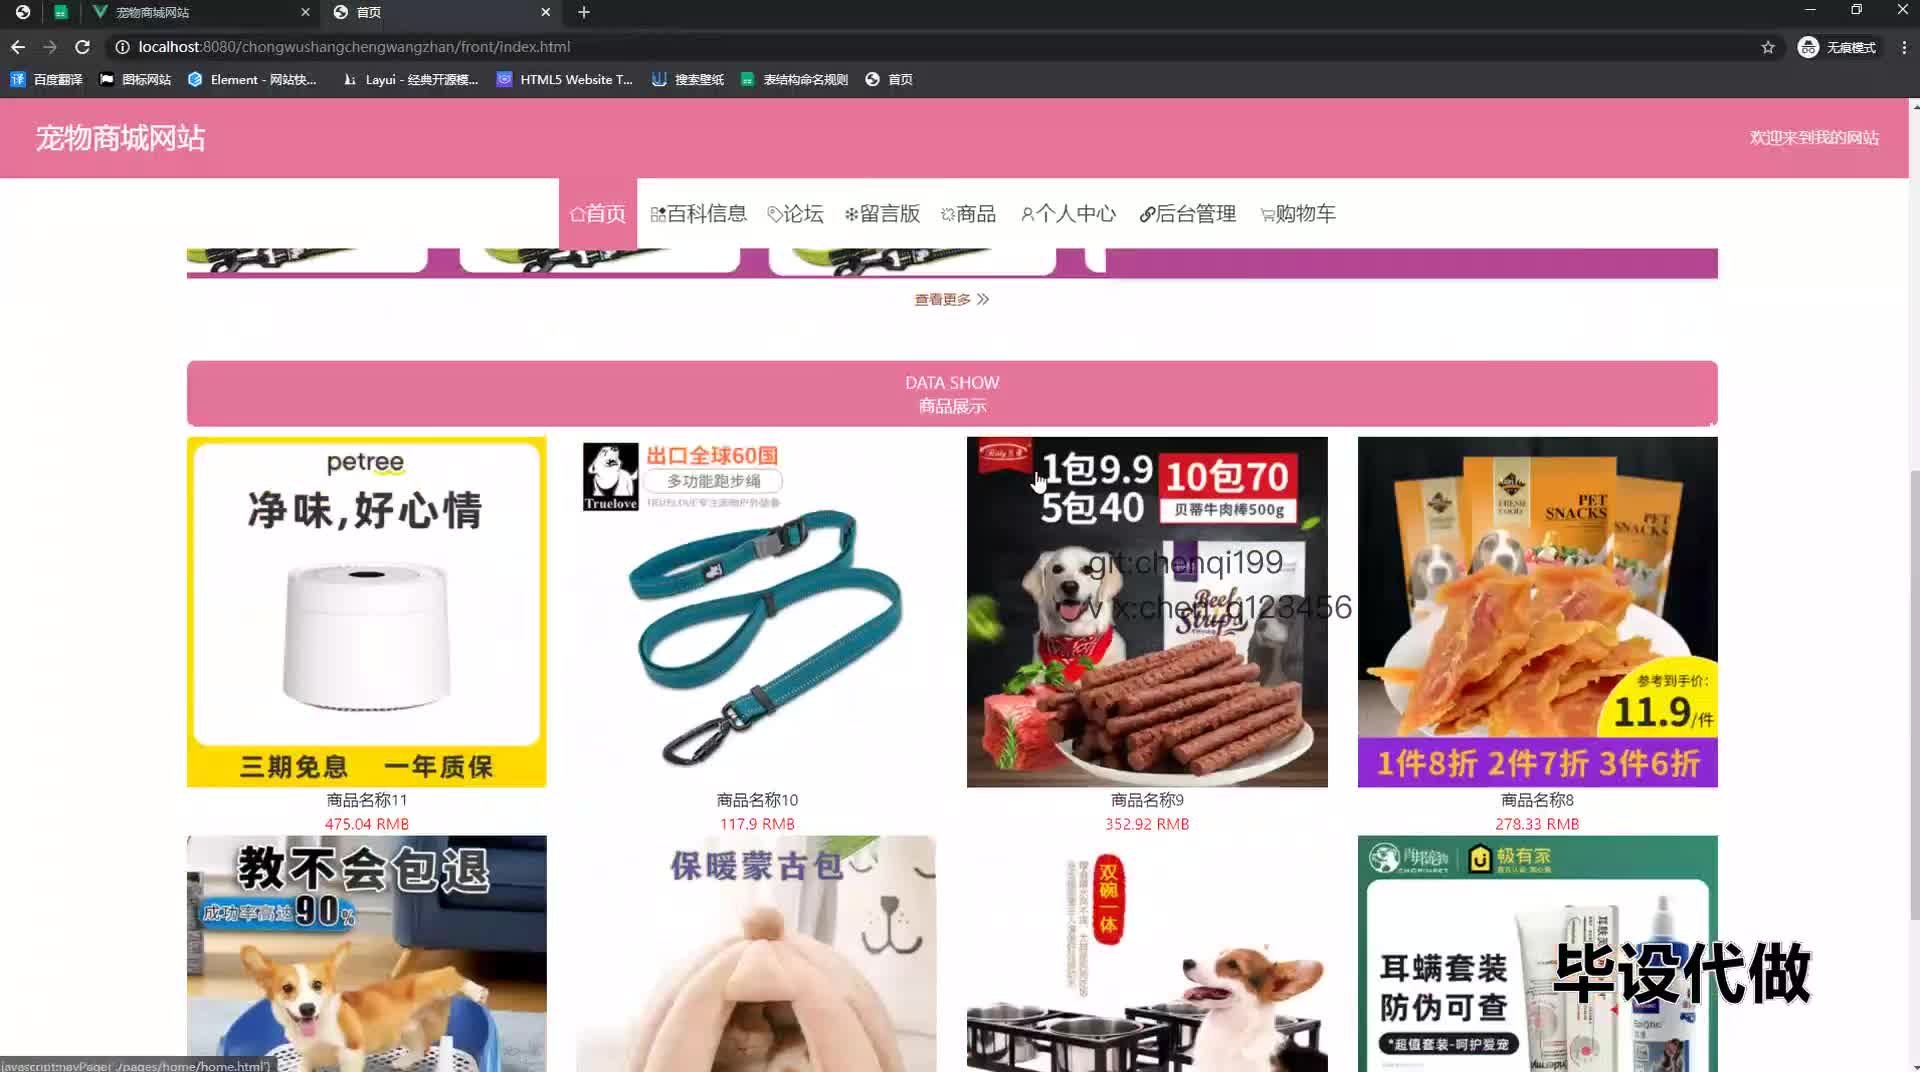 宠物商城网站
首页
localhost:8080/chongwushangchengwangzhan/front/index.html
无痕模式
百度翻译
图标网站
Element - 网站快...
Layui - 经典开源模...
HTML5 Website T...
搜索壁纸
表结构命名规则
首页
宠物商城网站
欢迎来到我的网站
首页
百科信息
论坛
留言版
商品
个人中心
后台管理
购物车
查看更多
DATA SHOW
商品展示
petree
净味,好心情
三期免息 一年质保
商品名称11
475.04 RMB
Truelove
出口全球60国
多功能跑步绳
商品名称10
117.9 RMB
1包9.9
5包40
10包70
贝蒂牛肉棒500g
git:chenqi199
v x:chen_q123456
Beef
Strips
商品名称9
352.92 RMB
FRESH
FOOD
PET
SNACKS
PET
SNACKS
参考到手价:
11.9/件
1件8折 2件7折 3件6折
商品名称8
278.33 RMB
教不会包退
成功率高达90%
保暖蒙古包
双碗一体
极有家
耳螨套装
防伪可查
*超值套装-呵护爱宠
毕设代做
javascript:navPage('./pages/home/home.html')